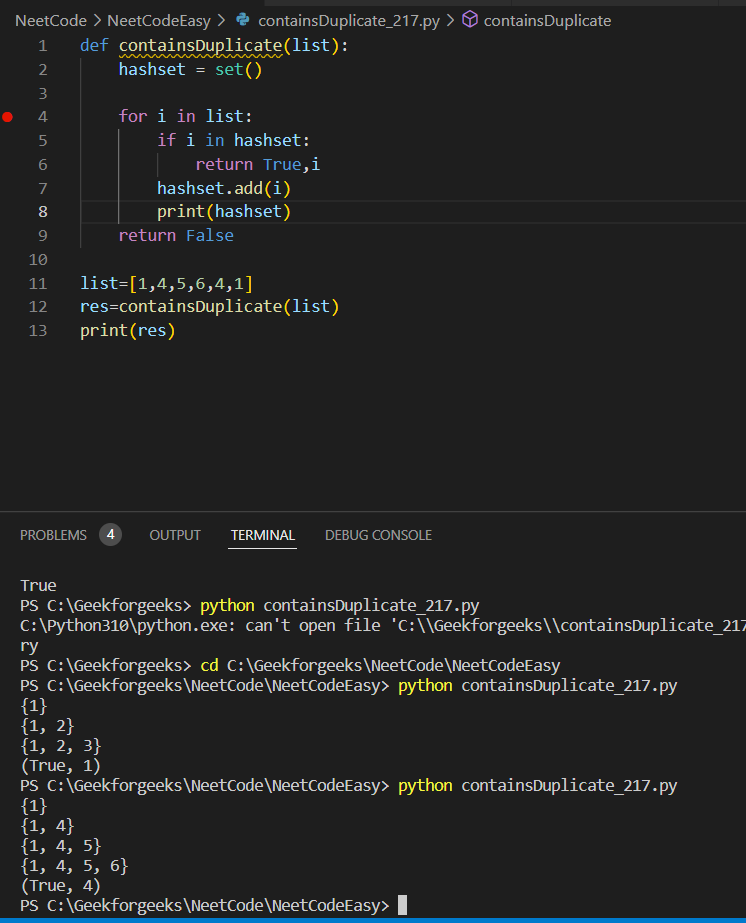 NeetCode > NeetCodeEasy > containsDuplicate_217.py > containsDuplicate
1 def containsDuplicate(list):
2     hashset = set()
3
4     for i in list:
5         if i in hashset:
6             return True,i
7         hashset.add(i)
8         print(hashset)
9     return False
10
11 list=[1,4,5,6,4,1]
12 res=containsDuplicate(list)
13 print(res)
PROBLEMS 4 OUTPUT TERMINAL DEBUG CONSOLE
True
PS C:\Geekforgeeks> python containsDuplicate_217.py
C:\Python310\python.exe: can't open file 'C:\\Geekforgeeks\\containsDuplicate_217
ry
PS C:\Geekforgeeks> cd C:\Geekforgeeks\NeetCode\NeetCodeEasy
PS C:\Geekforgeeks\NeetCode\NeetCodeEasy> python containsDuplicate_217.py
{1}
{1, 2}
{1, 2, 3}
(True, 1)
PS C:\Geekforgeeks\NeetCode\NeetCodeEasy> python containsDuplicate_217.py
{1}
{1, 4}
{1, 4, 5}
{1, 4, 5, 6}
(True, 4)
PS C:\Geekforgeeks\NeetCode\NeetCodeEasy>